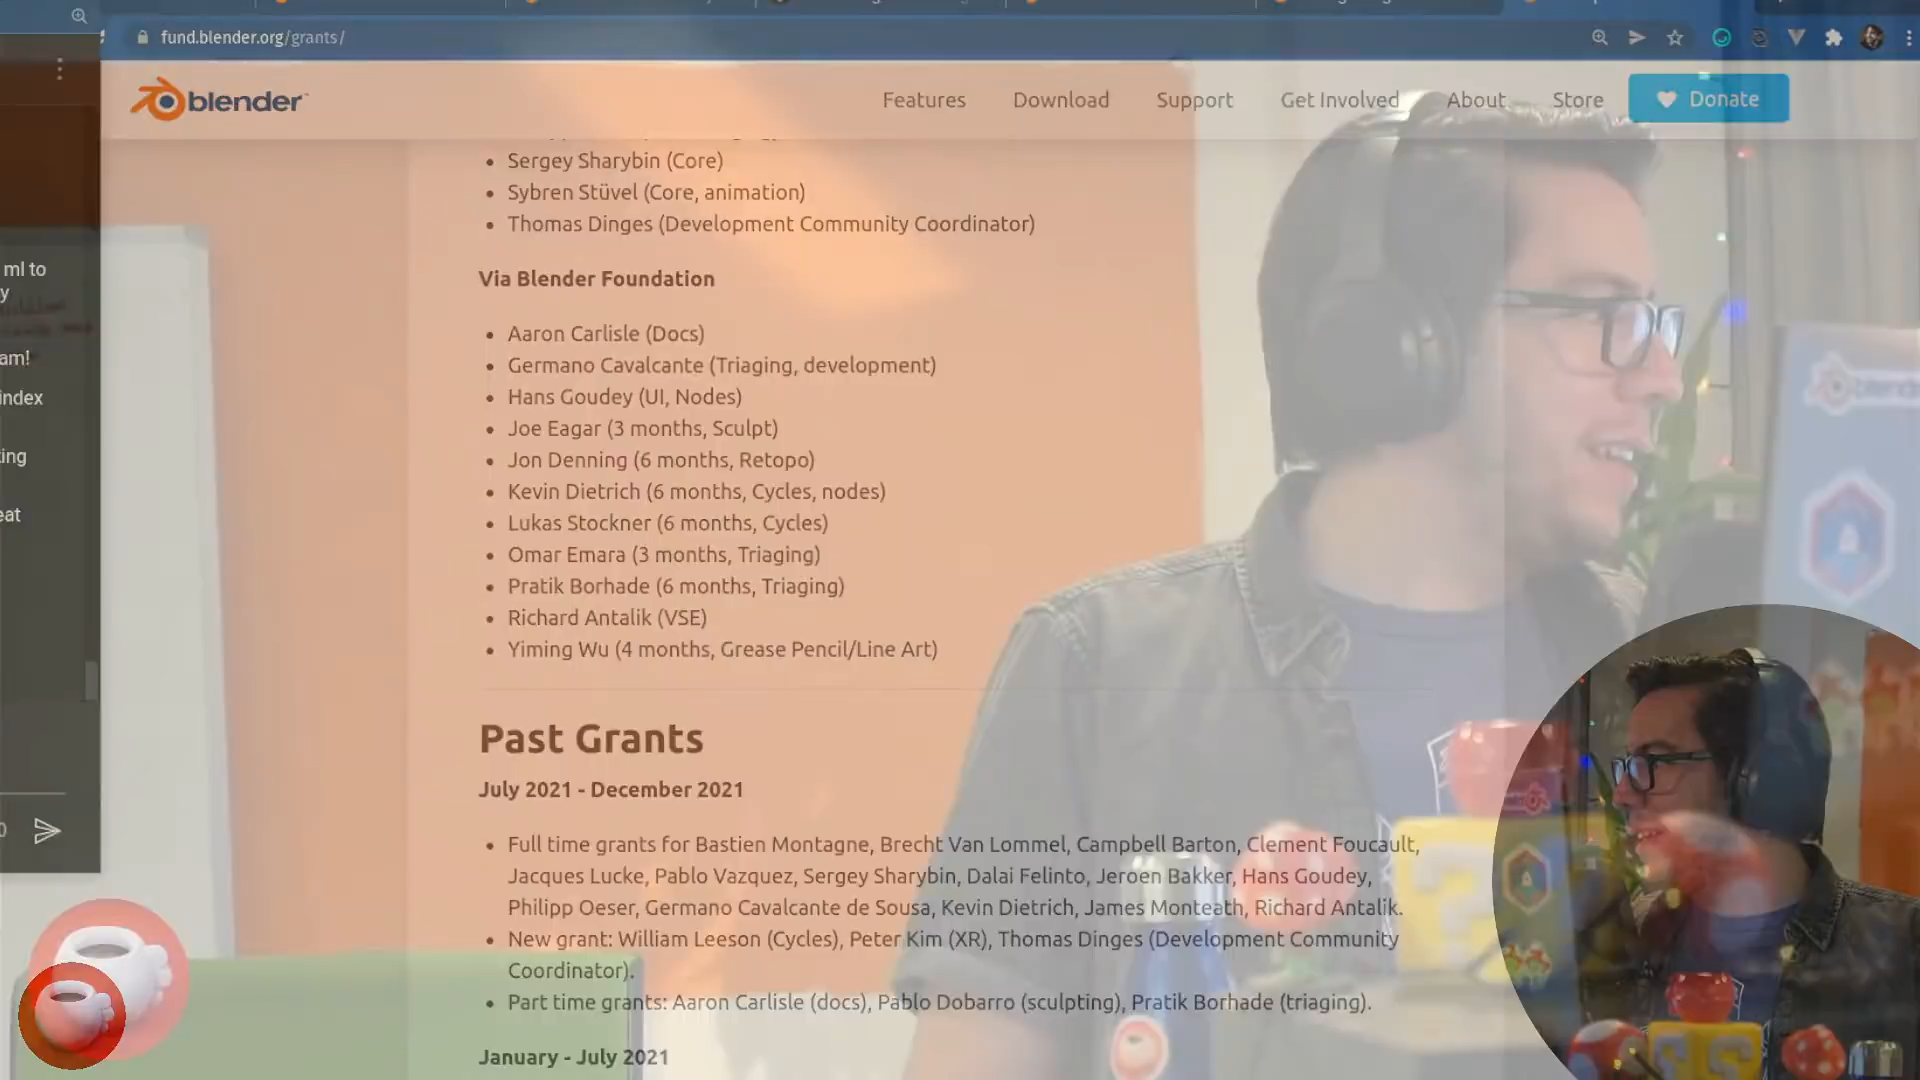 fund.blender.org/grants/
blender
Features
Download
Support
Get Involved
About
Store
Donate
Sergey Sharybin (Core)
Sybren Stüvel (Core, animation)
Thomas Dinges (Development Community Coordinator)
ml to
y
am!
index
eat
Via Blender Foundation
Aaron Carlisle (Docs)
Germano Cavalcante (Triaging, development)
Hans Goudey (UI, Nodes)
Joe Eagar (3 months, Sculpt)
Jon Denning (6 months, Retopo)
Kevin Dietrich (6 months, Cycles, nodes)
Lukas Stockner (6 months, Cycles)
Omar Emara (3 months, Triaging)
Pratik Borhade (6 months, Triaging)
Richard Antalik (VSE)
Yiming Wu (4 months, Grease Pencil/Line Art)
Past Grants
July 2021 - December 2021
Full time grants for Bastien Montagne, Brecht Van Lommel, Campbell Barton, Clement Foucault,
Jacques Lucke, Pablo Vazquez, Sergey Sharybin, Dalai Felinto, Jeroen Bakker, Hans Goudey,
Philipp Oeser, Germano Cavalcante de Sousa, Kevin Dietrich, James Monteath, Richard Antalik.
New grant: William Leeson (Cycles), Peter Kim (XR), Thomas Dinges (Development Community
Coordinator).
Part time grants: Aaron Carlisle (docs), Pablo Dobarro (sculpting), Pratik Borhade (triaging).
January - July 2021